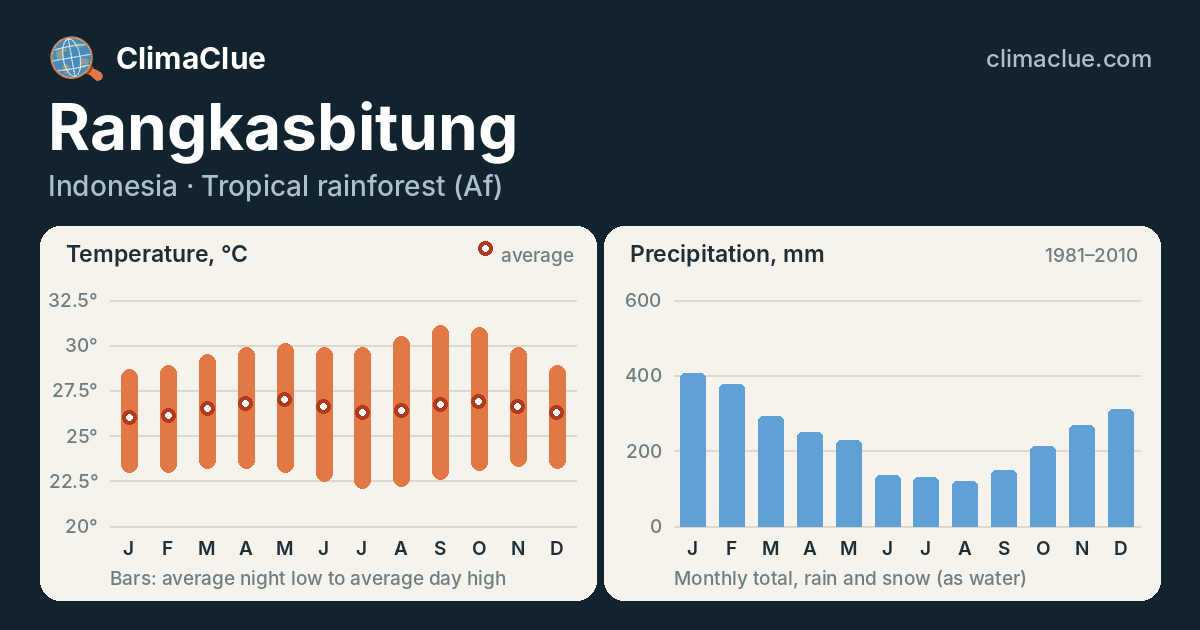 ClimaClue
climaclue.com
Rangkasbitung
Indonesia · Tropical rainforest (Af)
Temperature, °C
average
32.5°
30°
27.5°
25°
22.5°
20°
J F M A M J J A S O N D
Bars: average night low to average day high
Precipitation, mm
1981–2010
600
400
200
0
J F M A M J J A S O N D
Monthly total, rain and snow (as water)